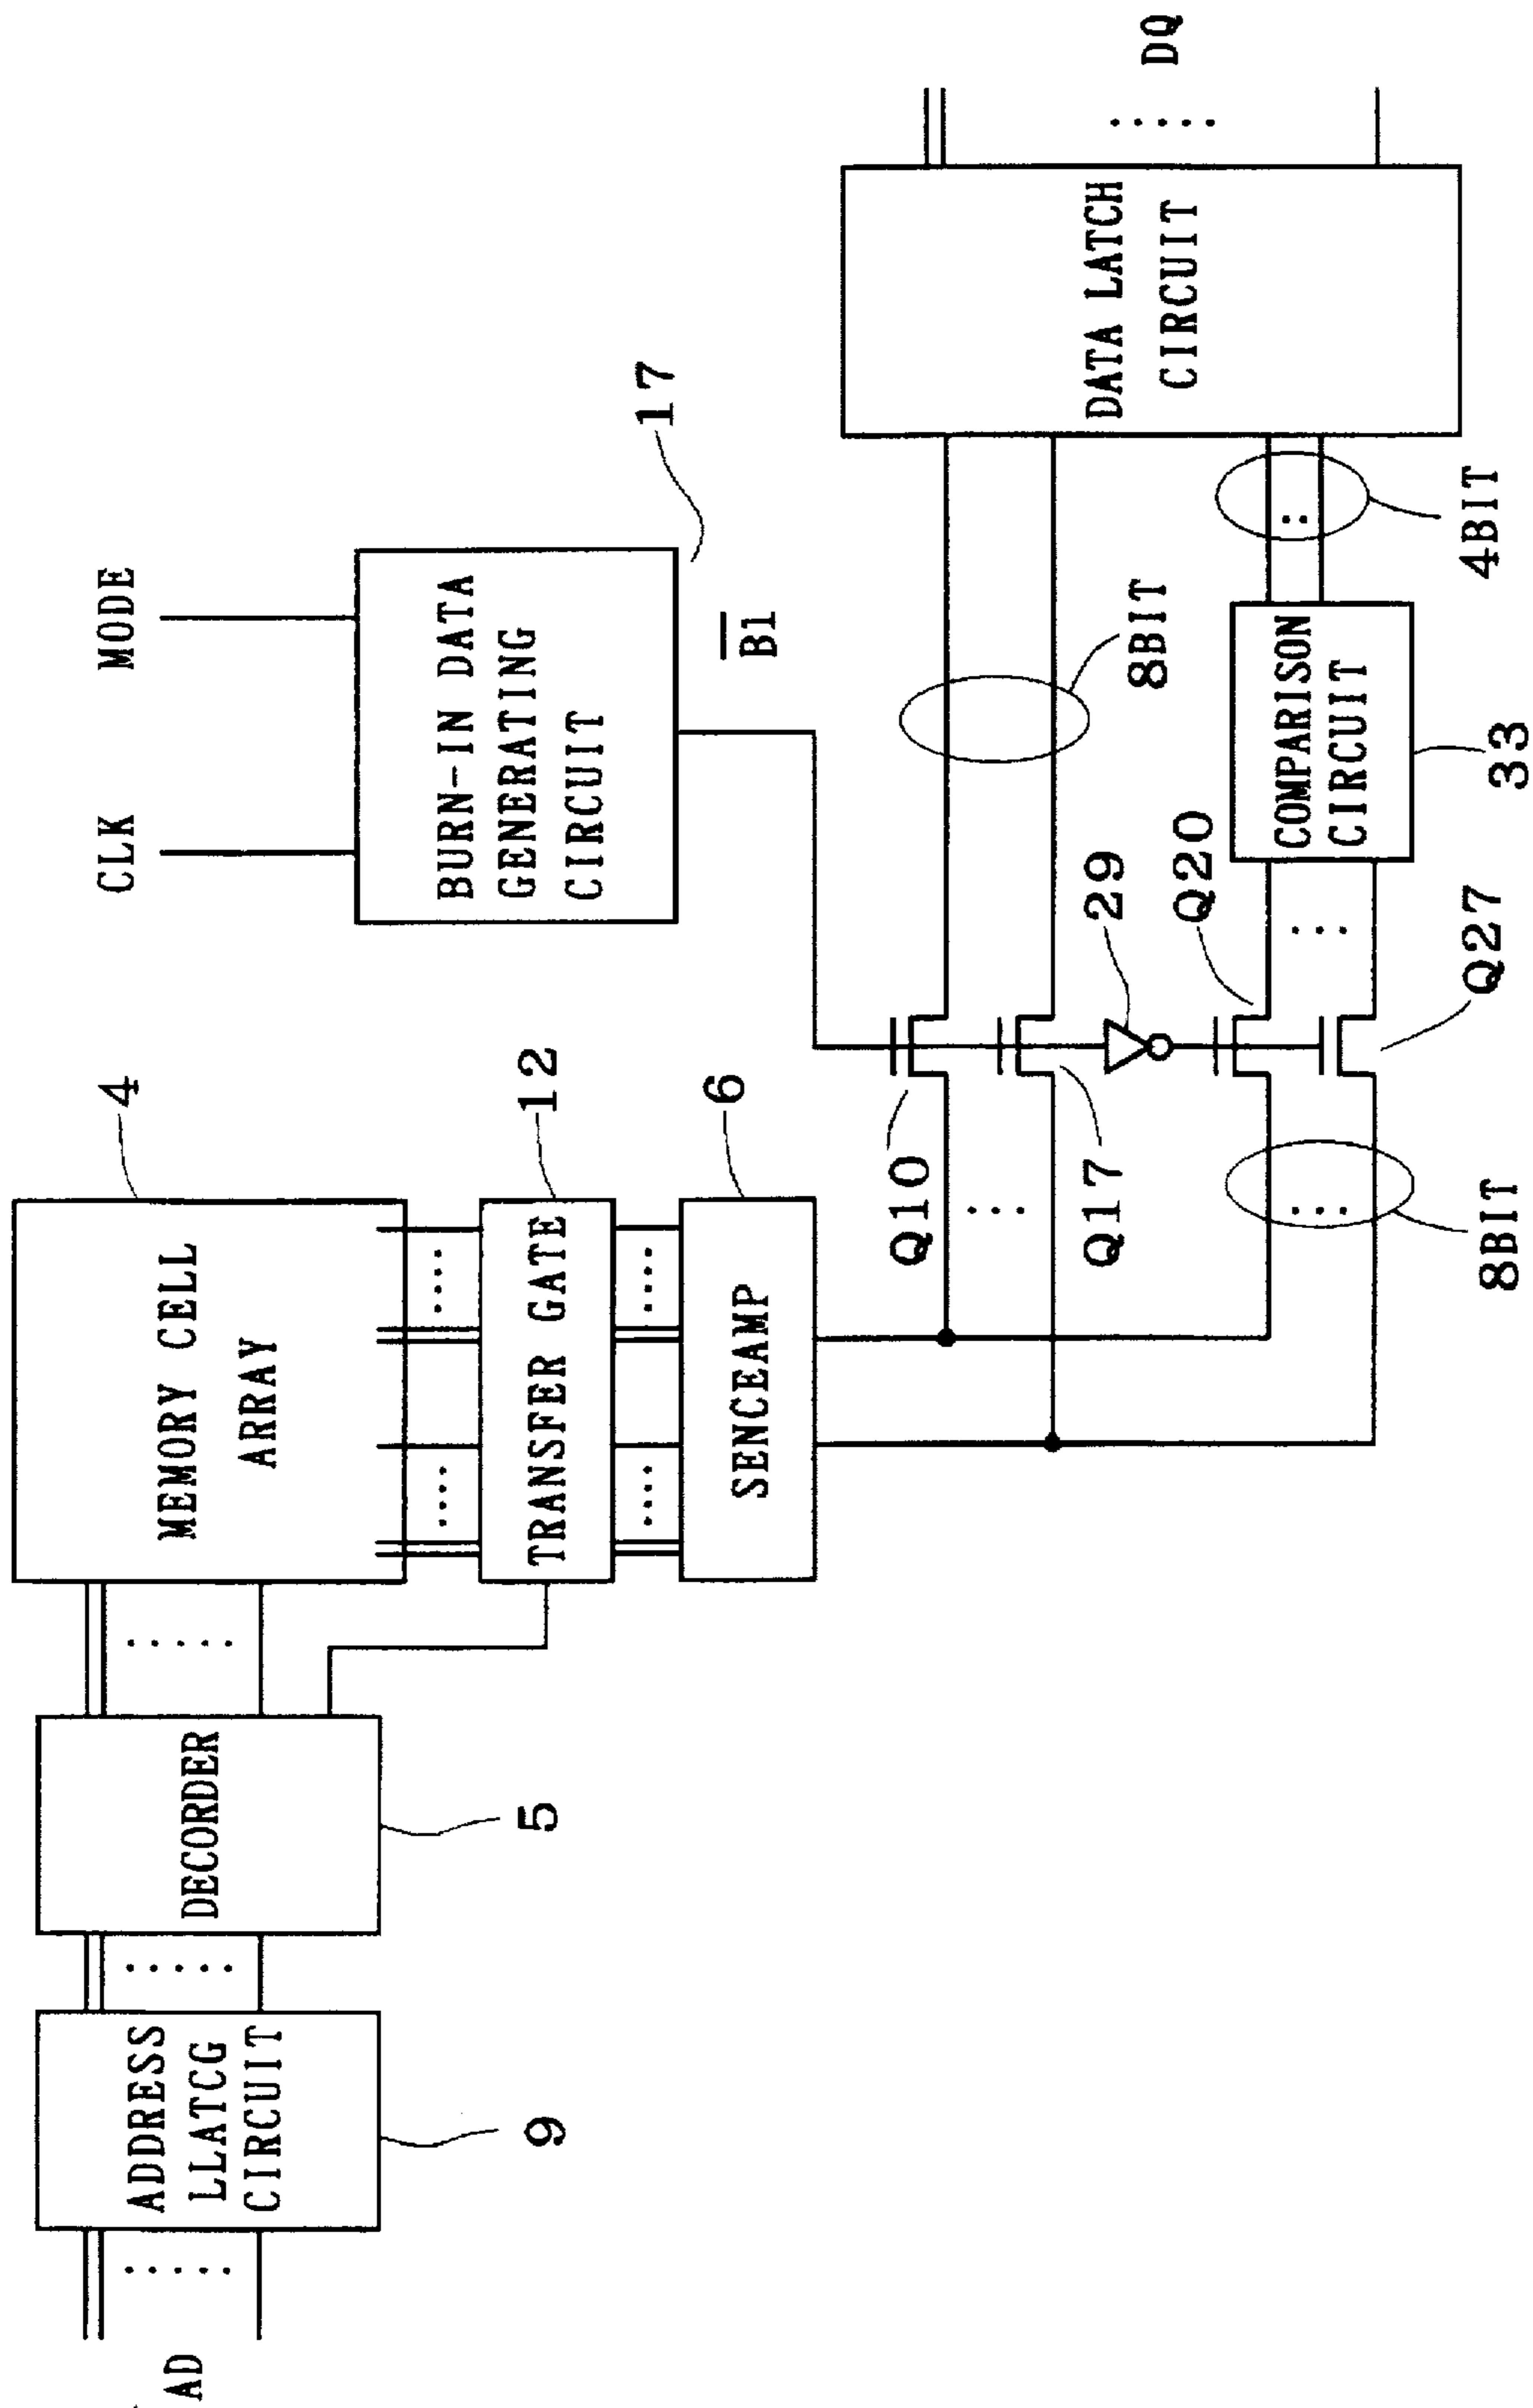 AD
ADDRESS
LLATCG
CIRCUIT
9
DECORDER
5
MEMORY CELL
ARRAY
4
TRANSFER GATE
12
SENCEAMP
6
CLK
MODE
BURN-IN DATA
GENERATING
CIRCUIT
17
B1
Q10
Q17
29
Q20
Q27
8BIT
8BIT
COMPARISON
CIRCUIT
33
4BIT
DATA LATCH
CIRCUIT
DQ